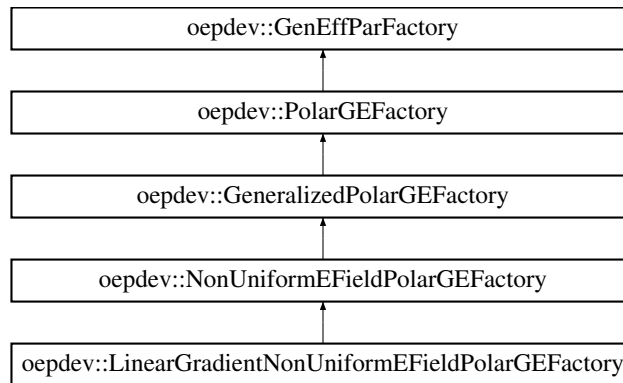 oepdev::GenEffParFactory
oepdev::PolarGEFactory
oepdev::GeneralizedPolarGEFactory
oepdev::NonUniformEFieldPolarGEFactory
oepdev::LinearGradientNonUniformEFieldPolarGEFactory